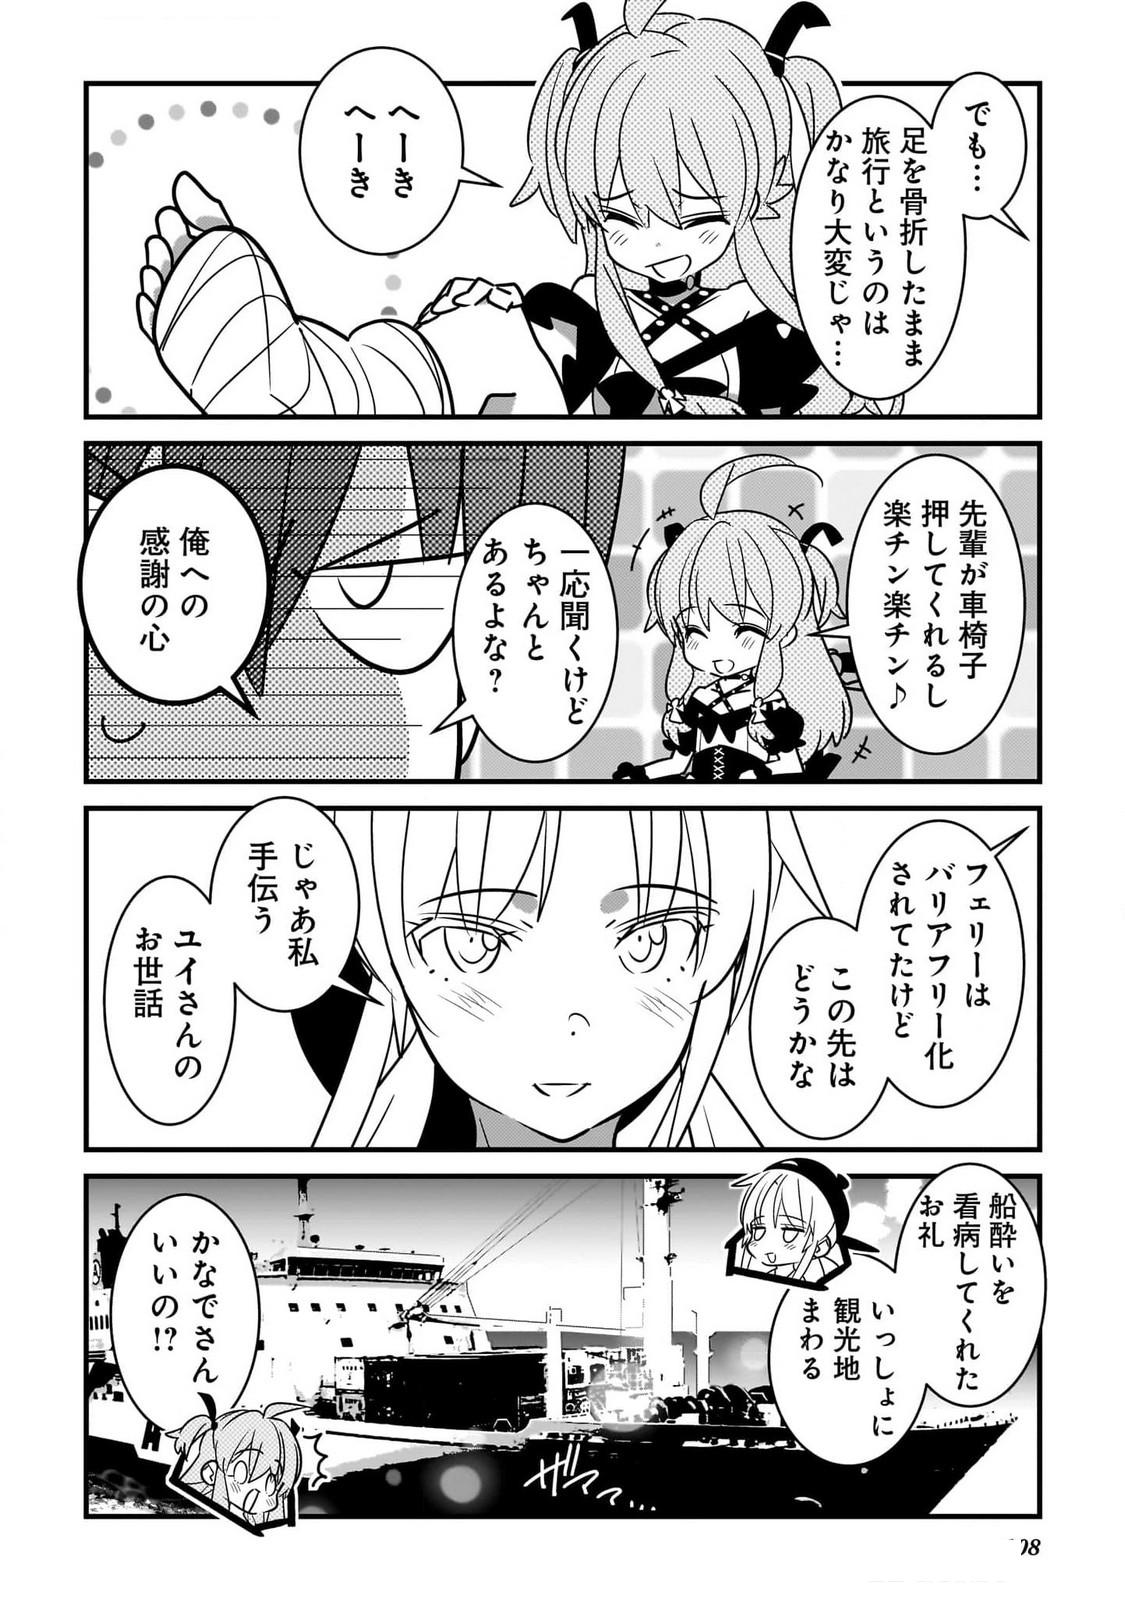 でも…
足を骨折したまま
旅行というのは
かなり大変じゃ…
へーき
へーき
先輩が車椅子
押してくれるし
楽チン楽チン♪
一応聞くけど
ちゃんと
あるよな?
俺への
感謝の心
フェリーは
バリアフリー化
されてたけど
この先は
どうかな
じゃあ私
手伝う
ユイさんの
お世話
船酔いを
看病してくれた
お礼
いっしょに
観光地
まわる
かなでさん
いいの!?
ザザァ…